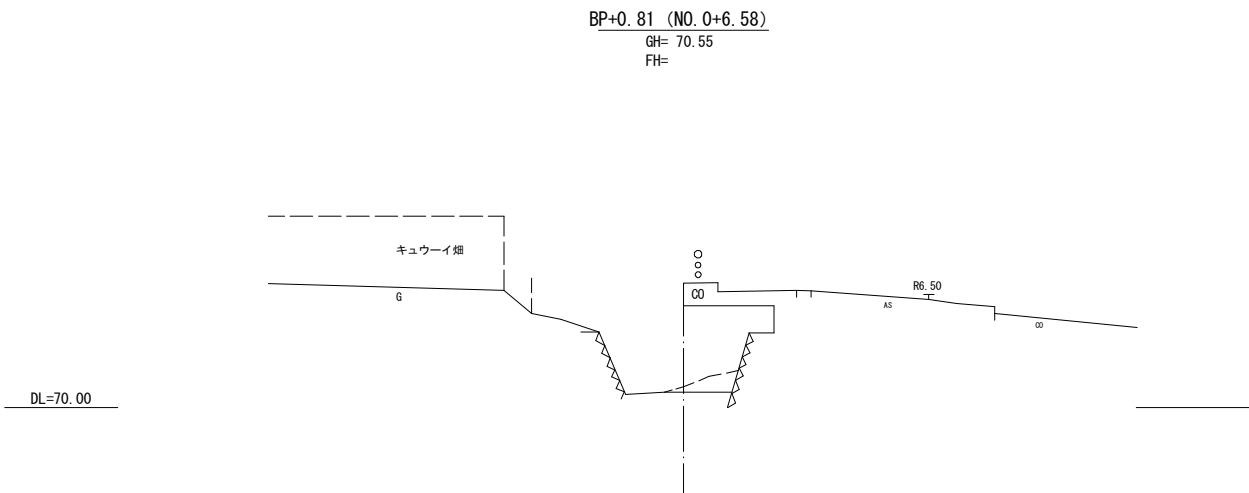 BP+0.81 (NO.0+6.58)
GH= 70.55
FH=
キュウーイ畑
G
CO
R6.50
AS
CO
DL=70.00